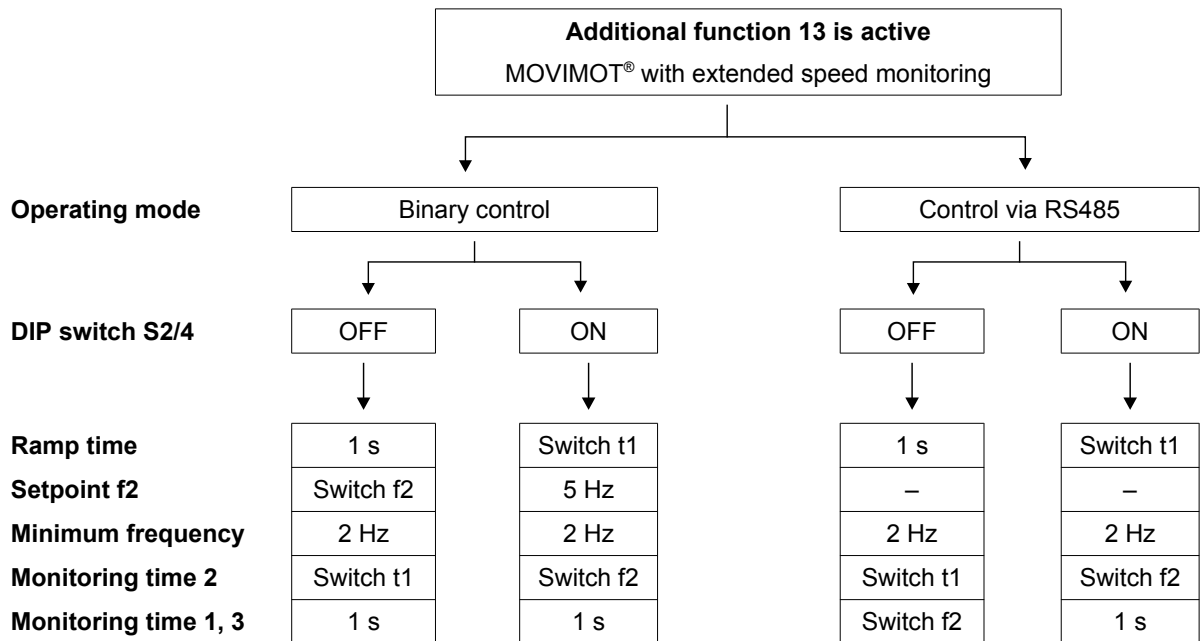 Additional function 13 is active
MOVIMOT® with extended speed monitoring
Operating mode Binary control Control via RS485
DIP switch S2/4 OFF ON OFF ON
Ramp time 1 s Switch t1 1 s Switch t1
Setpoint f2 Switch f2 5 Hz – –
Minimum frequency 2 Hz 2 Hz 2 Hz 2 Hz
Monitoring time 2 Switch t1 Switch f2 Switch t1 Switch f2
Monitoring time 1, 3 1 s 1 s Switch f2 1 s